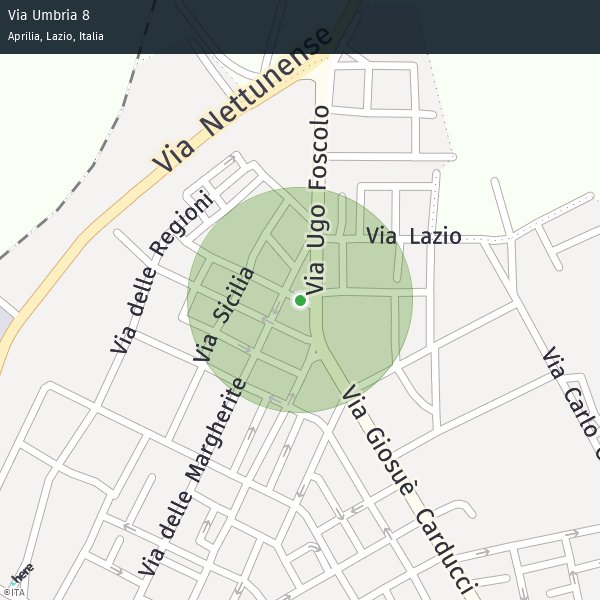 Via Umbria 8
Aprilia, Lazio, Italia
Via Nettunense
Via Ugo Foscolo
Via delle Regioni
Via Lazio
Via Sicilia
Via Carlo C
Via delle Margherite
Via Giosuè Carducci
here
©ITA